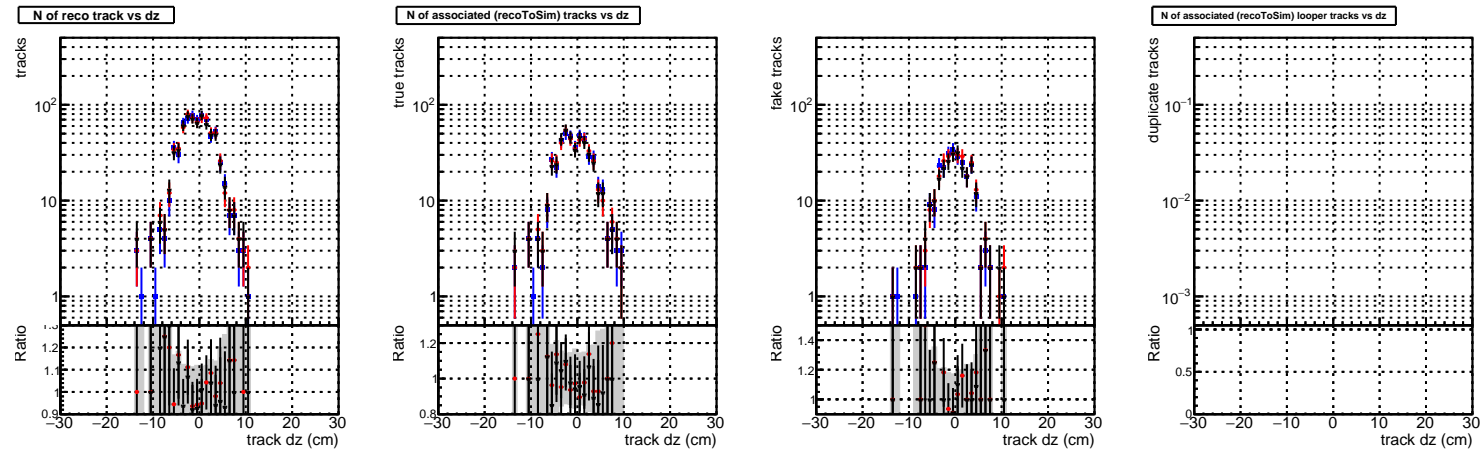 N of reco track vs dz
tracks
10²
10
1
Ratio
1.3
1.2
1.1
1
0.9
−30 −20 −10 0 10 20 30
track dz (cm)
N of associated (recoToSim) tracks vs dz
true tracks
10²
10
1
Ratio
1.2
1
0.8
−30 −20 −10 0 10 20 30
track dz (cm)
fake tracks
10²
10
1
Ratio
1.4
1.2
1
−30 −20 −10 0 10 20 30
track dz (cm)
N of associated (recoToSim) looper tracks vs dz
duplicate tracks
10⁻¹
10⁻²
10⁻³
Ratio
1
0.5
0
−30 −20 −10 0 10 20 30
track dz (cm)